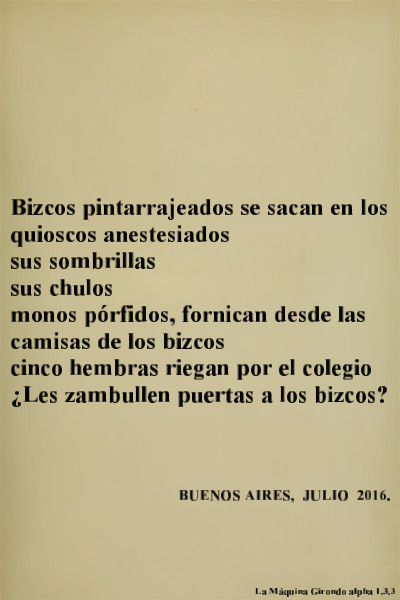 Bizcos pintarrajeados se sacan en los
quioscos anestesiados
sus sombrillas
sus chulos
monos pórfidos, fornican desde las
camisas de los bizcos
cinco hembras riegan por el colegio
¿Les zambullen puertas a los bizcos?
BUENOS AIRES, JULIO 2016.
La Máquina Girondo alpha 1,3,3